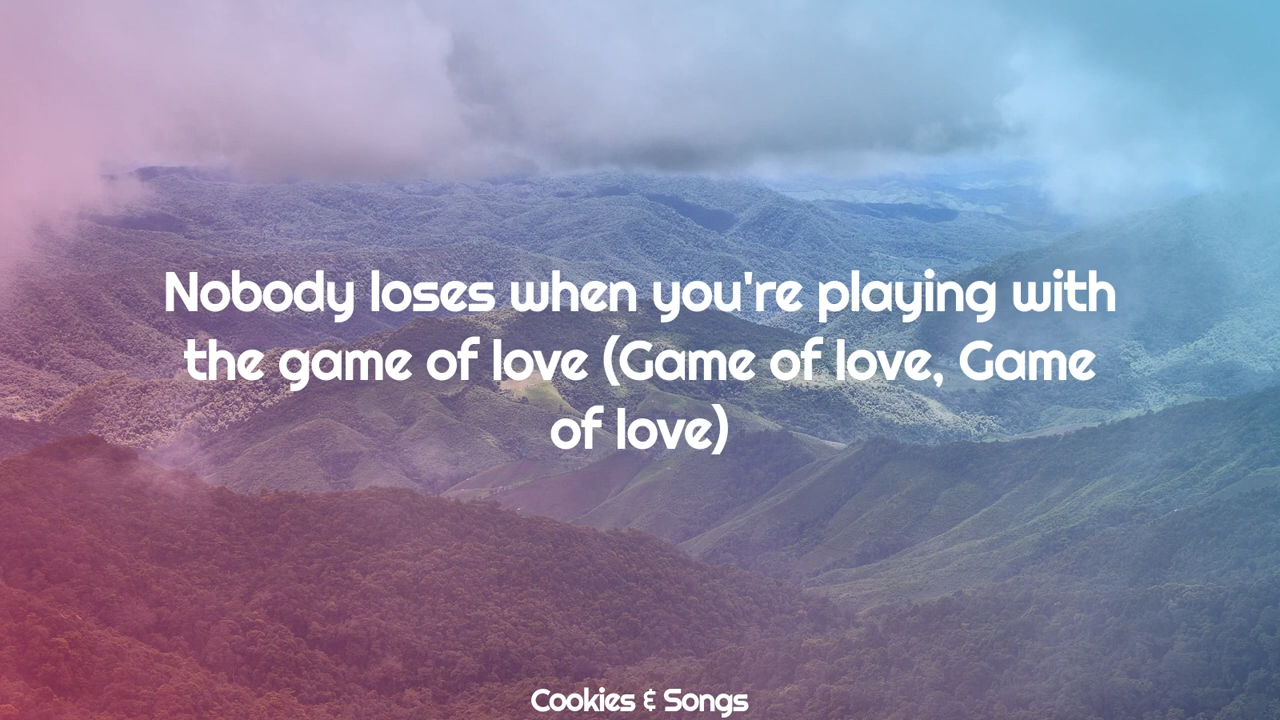 Nobody loses when you're playing with
the game of love (Game of love, Game
of love)
Cookies & Songs